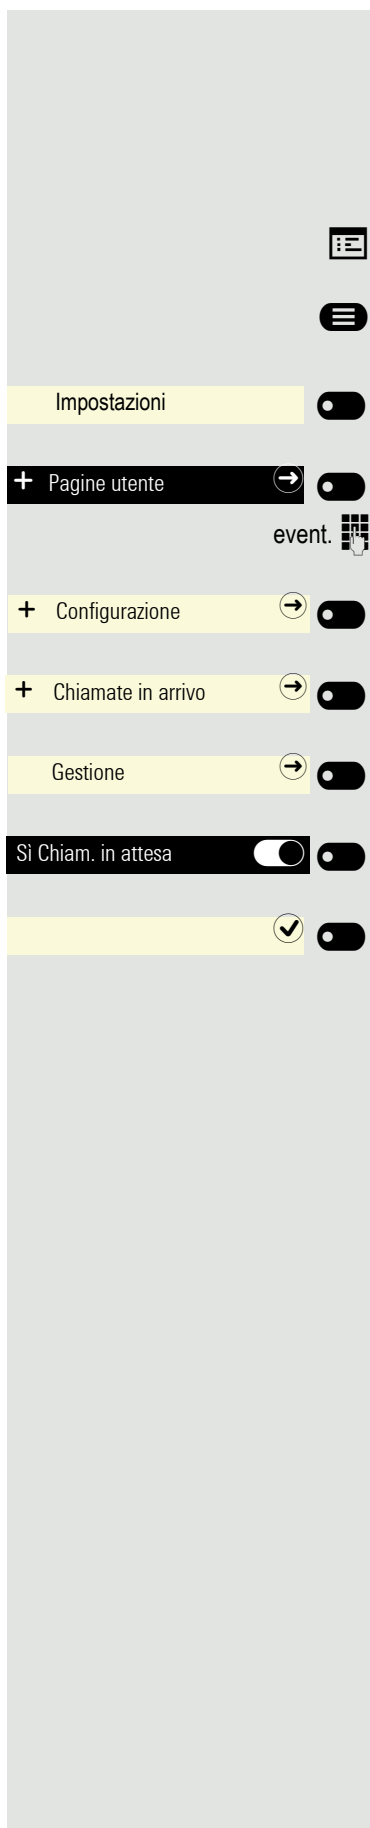 Impostazioni
+ Pagine utente
event.
+ Configurazione
+ Chiamate in arrivo
Gestione
Sì Chiam. in attesa